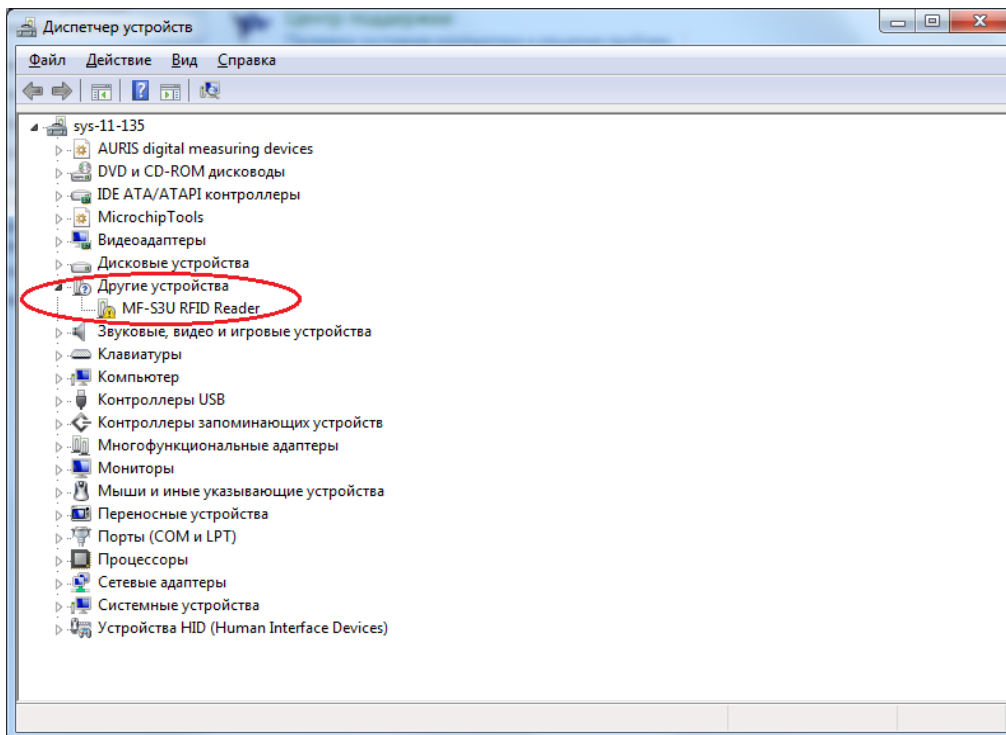 Центр поддержки
Диспетчер устройств
Файл Действие Вид Справка
sys-11-135
AURIS digital measuring devices
DVD и CD-ROM дисководы
IDE ATA/ATAPI контроллеры
MicrochipTools
Видеоадаптеры
Дисковые устройства
Другие устройства
MF-S3U RFID Reader
Звуковые, видео и игровые устройства
Клавиатуры
Компьютер
Контроллеры USB
Контроллеры запоминающих устройств
Многофункциональные адаптеры
Мониторы
Мыши и иные указывающие устройства
Переносные устройства
Порты (COM и LPT)
Процессоры
Сетевые адаптеры
Системные устройства
Устройства HID (Human Interface Devices)